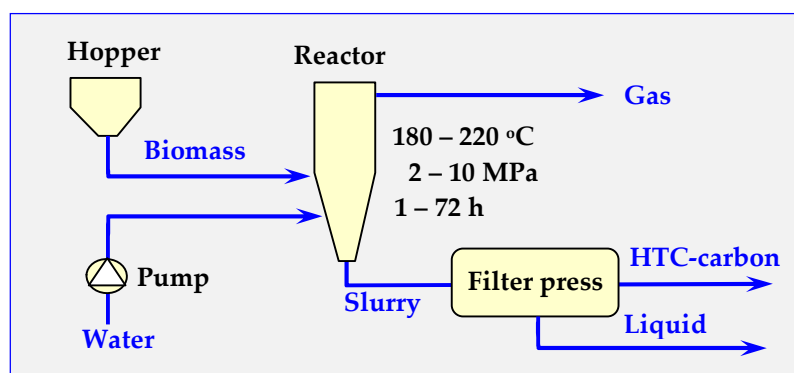 Hopper
Reactor
Gas
Biomass
180 – 220 ºC
2 – 10 MPa
1 – 72 h
Pump
Water
Slurry
Filter press
HTC-carbon
Liquid